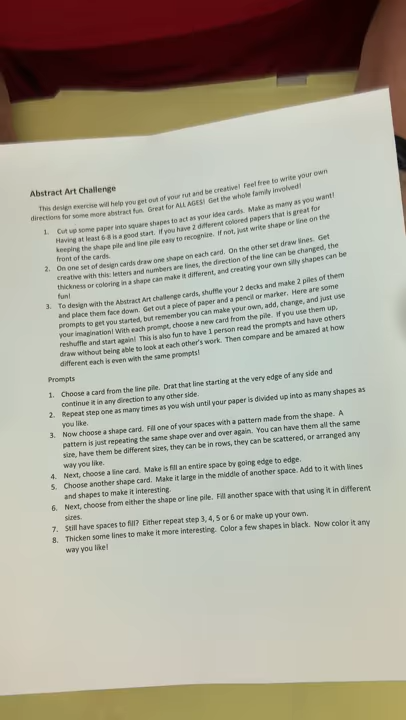 Abstract Art Challenge
This design exercise will help you get out of your rut and be creative! Feel free to write your own
directions for some more abstract fun. Great for ALL AGES! Get the whole family involved!
1. Cut up some paper into square shapes to act as your idea cards. Make as many as you want!
Having at least 6-8 is a good start. If you have 2 different colored papers that is great for
keeping the shape pile and line pile easy to recognize. If not, just write shape or line on the
front of the cards.
2. On one set of design cards draw one shape on each card. On the other set draw lines. Get
creative with this: letters and numbers are lines, the direction of the line can be changed, the
thickness or coloring in a shape can make it different, and creating your own silly shapes can be
fun!
3. To design with the Abstract Art challenge cards, shuffle your 2 decks and make 2 piles of them
and place them face down. Get out a piece of paper and a pencil or marker. Here are some
prompts to get you started, but remember you can make your own, add, change, and just use
your imagination! With each prompt, choose a new card from the pile. If you use them up,
reshuffle and start again! This is also fun to have 1 person read the prompts and have others
draw without being able to look at each other's work. Then compare and be amazed at how
different each is even with the same prompts!
Prompts
1. Choose a card from the line pile. Drat that line starting at the very edge of any side and
continue it in any direction to any other side.
2. Repeat step one as many times as you wish until your paper is divided up into as many shapes as
you like.
3. Now choose a shape card. Fill one of your spaces with a pattern made from the shape. A
pattern is just repeating the same shape over and over again. You can have them all the same
size, have them be different sizes, they can be in rows, they can be scattered, or arranged any
way you like.
4. Next, choose a line card. Make is fill an entire space by going edge to edge.
5. Choose another shape card. Make it large in the middle of another space. Add to it with lines
and shapes to make it interesting.
6. Next, choose from either the shape or line pile. Fill another space with that using it in different
sizes.
7. Still have spaces to fill? Either repeat step 3, 4, 5 or 6 or make up your own.
8. Thicken some lines to make it more interesting. Color a few shapes in black. Now color it any
way you like!